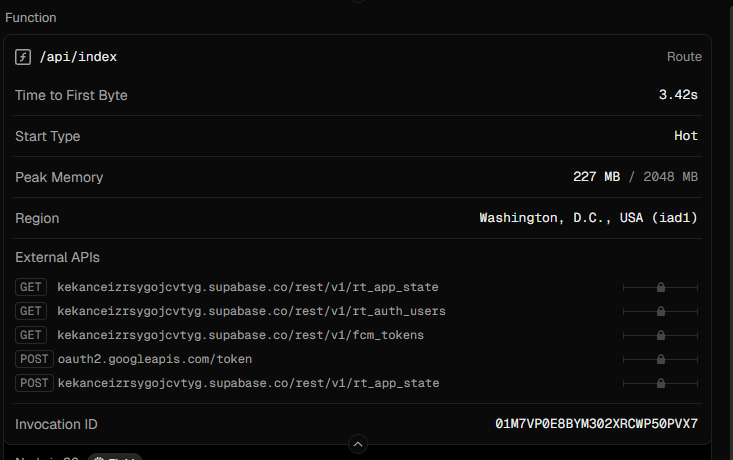 Function
/api/index Route
Time to First Byte 3.42s
Start Type Hot
Peak Memory 227 MB / 2048 MB
Region Washington, D.C., USA (iad1)
External APIs
GET kekanceizrsygojcvtyg.supabase.co/rest/v1/rt_app_state
GET kekanceizrsygojcvtyg.supabase.co/rest/v1/rt_auth_users
GET kekanceizrsygojcvtyg.supabase.co/rest/v1/fcm_tokens
POST oauth2.googleapis.com/token
POST kekanceizrsygojcvtyg.supabase.co/rest/v1/rt_app_state
Invocation ID 01M7VP0E8BYM302XRCWP50PVX7